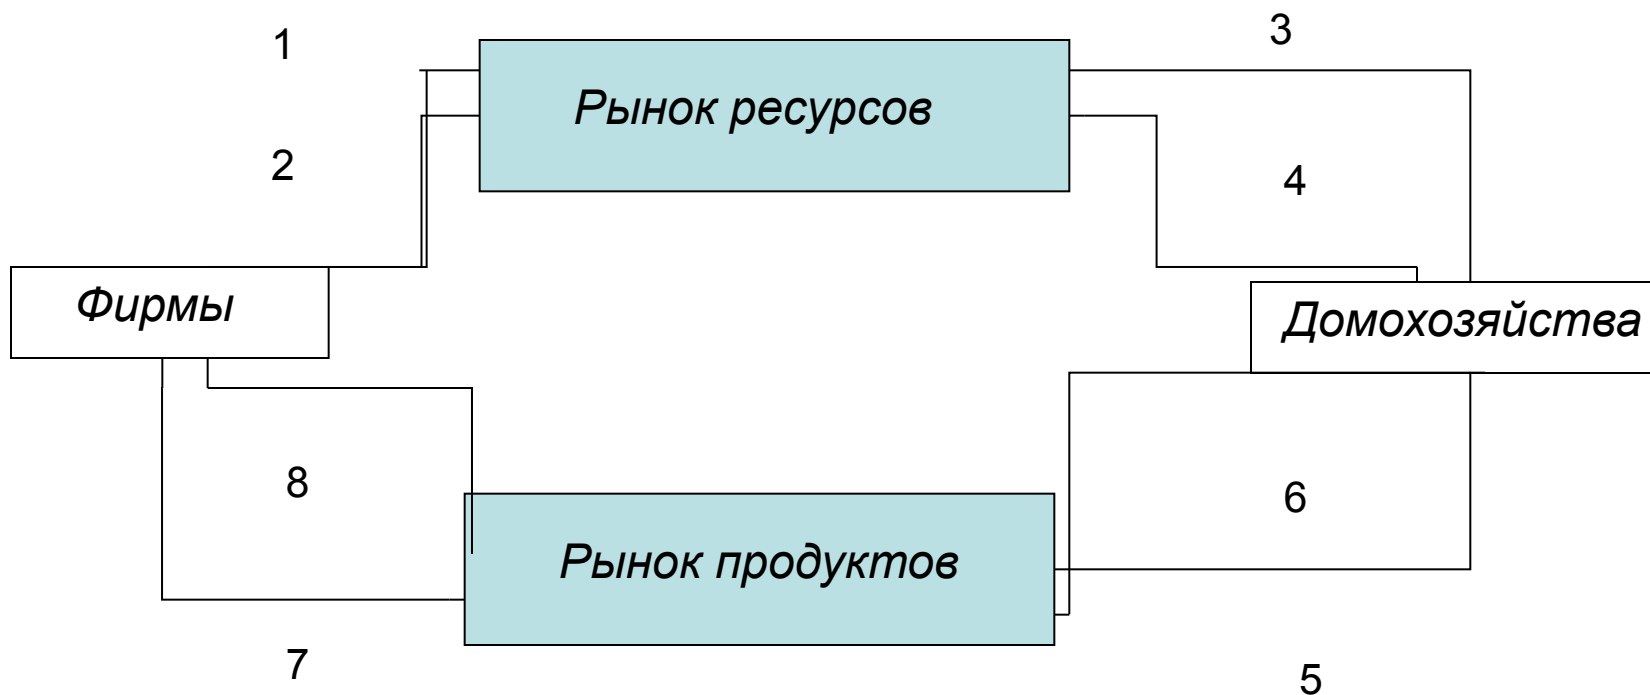 1
3
Рынок ресурсов
2
4
Фирмы
Домохозяйства
8
6
Рынок продуктов
7
5